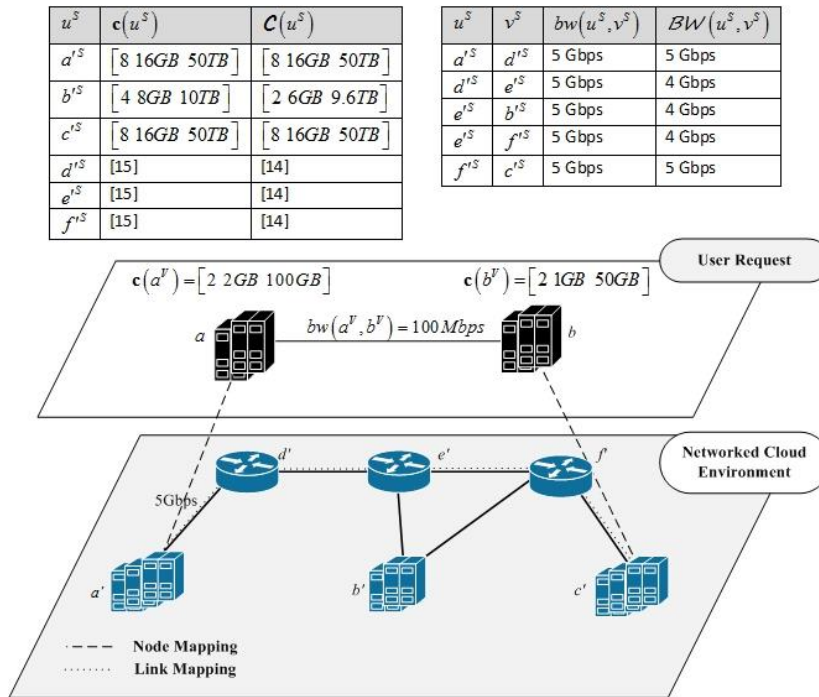 u^S c(u^S) 𝓒(u^S)
a'^S [8 16GB 50TB] [8 16GB 50TB]
b'^S [4 8GB 10TB] [2 6GB 9.6TB]
c'^S [8 16GB 50TB] [8 16GB 50TB]
d'^S [15] [14]
e'^S [15] [14]
f'^S [15] [14]
u^S v^S bw(u^S,v^S) 𝓑𝓦(u^S,v^S)
a'^S d'^S 5 Gbps 5 Gbps
d'^S e'^S 5 Gbps 4 Gbps
e'^S b'^S 5 Gbps 4 Gbps
e'^S f'^S 5 Gbps 4 Gbps
f'^S c'^S 5 Gbps 5 Gbps
User Request
c(a^V)=[2 2GB 100GB]
c(b^V)=[2 1GB 50GB]
a
bw(a^V,b^V)=100Mbps
b
Networked Cloud
Environment
d'
e'
f'
5Gbps
a'
b'
c'
Node Mapping
Link Mapping